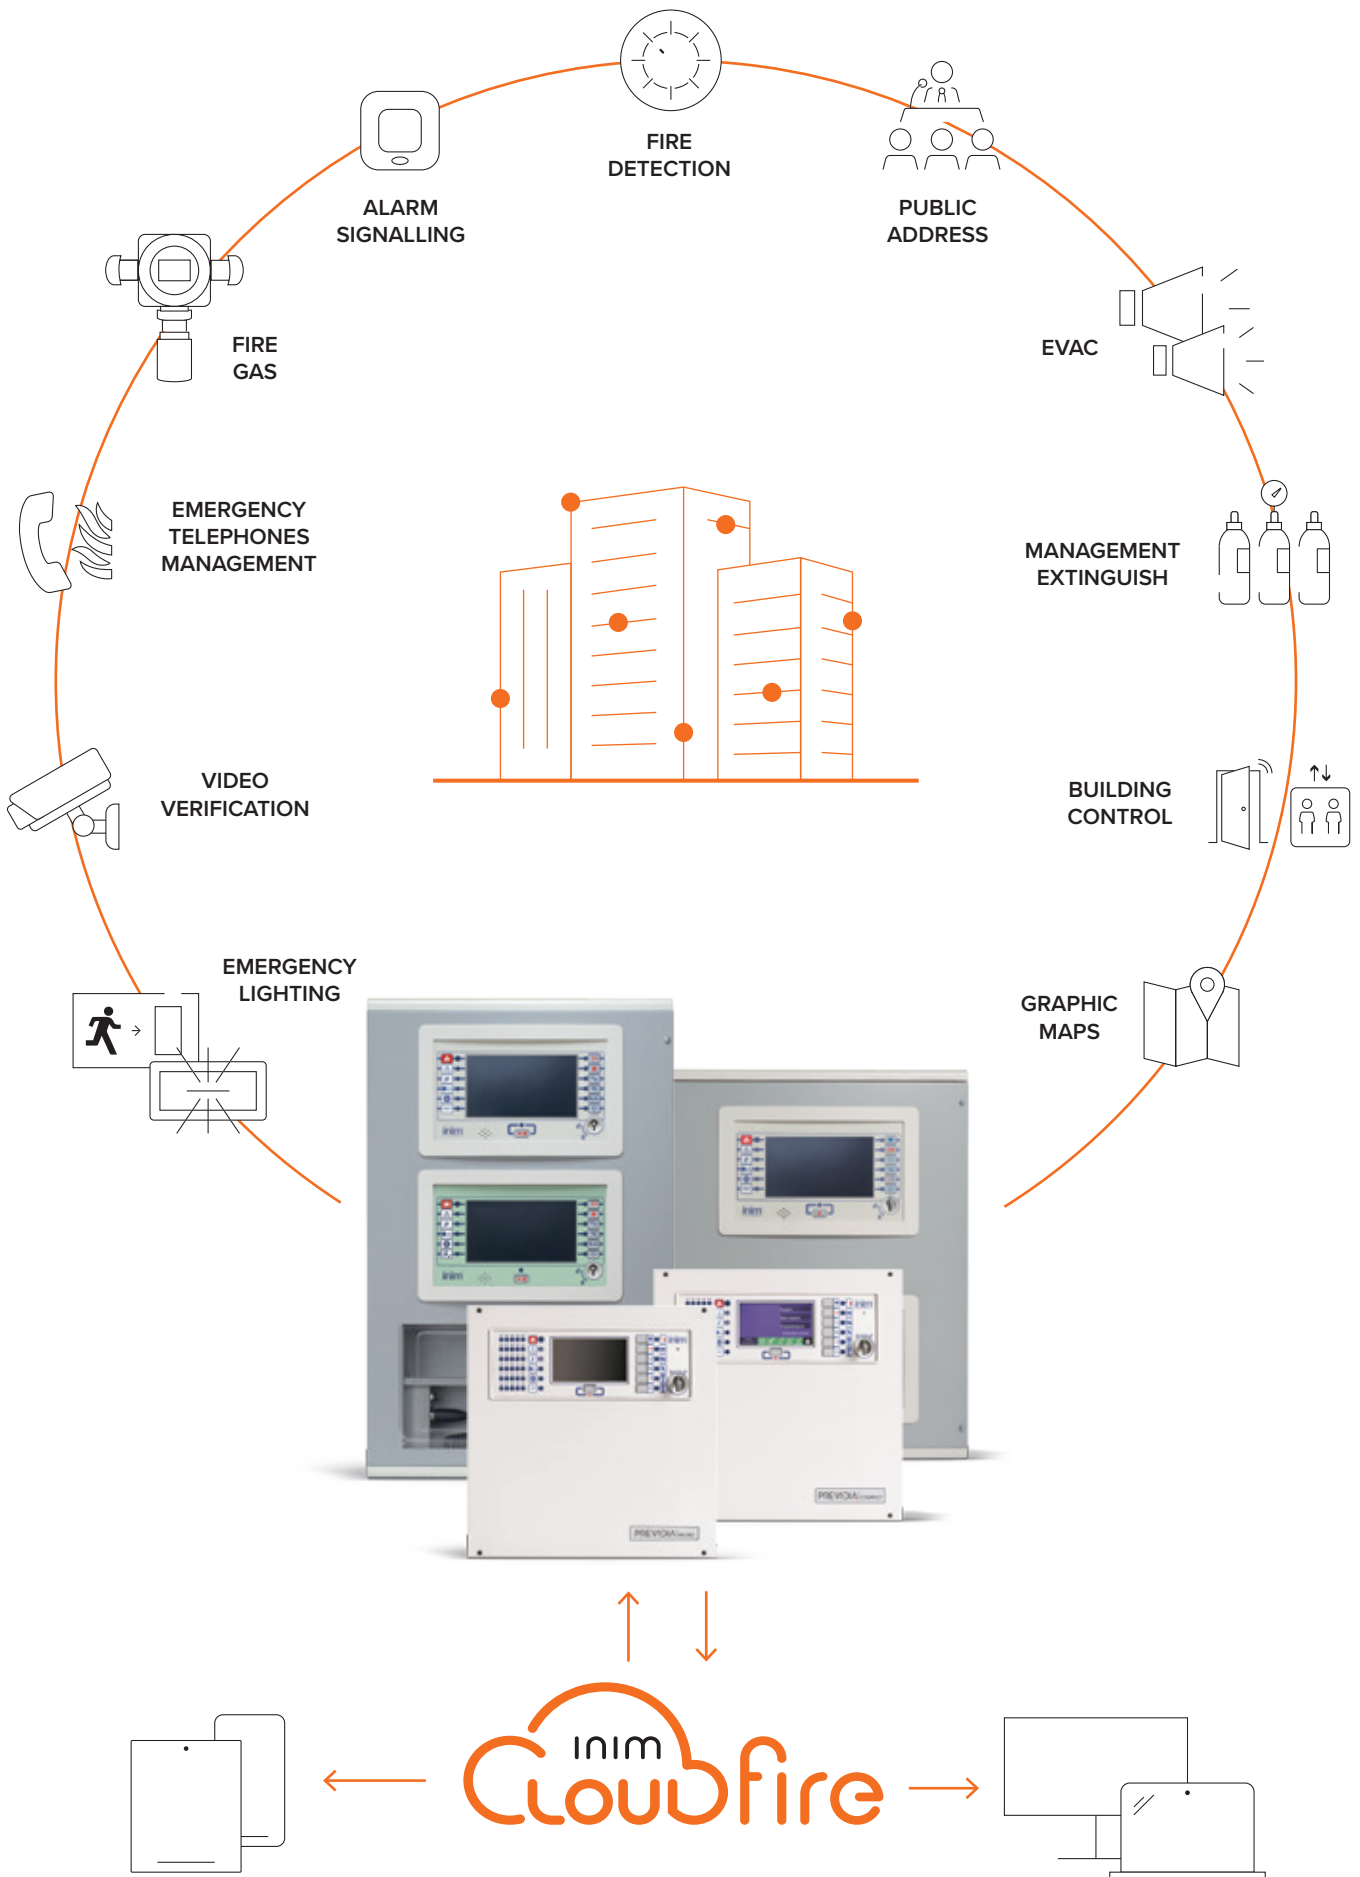 FIRE
DETECTION
ALARM
SIGNALLING
PUBLIC
ADDRESS
FIRE
GAS
EVAC
EMERGENCY
TELEPHONES
MANAGEMENT
MANAGEMENT
EXTINGUISH
VIDEO
VERIFICATION
BUILDING
CONTROL
EMERGENCY
LIGHTING
GRAPHIC
MAPS
inim
inim
inim
inim
inim
PREVIDIA
PREVIDIA
inim
CLOUDfire